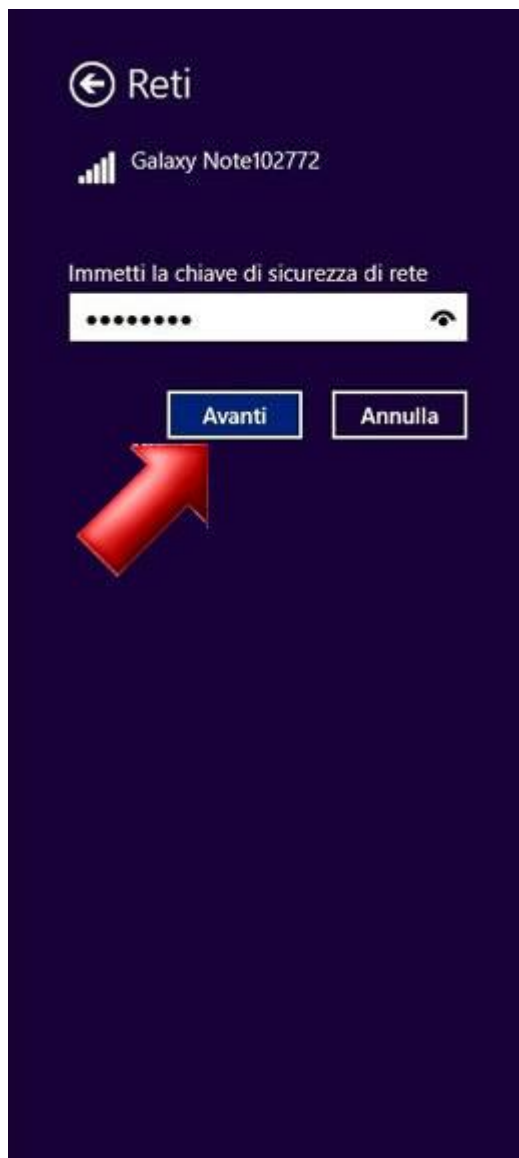 Reti
Galaxy Note102772
Immetti la chiave di sicurezza di rete
••••••••
Avanti
Annulla